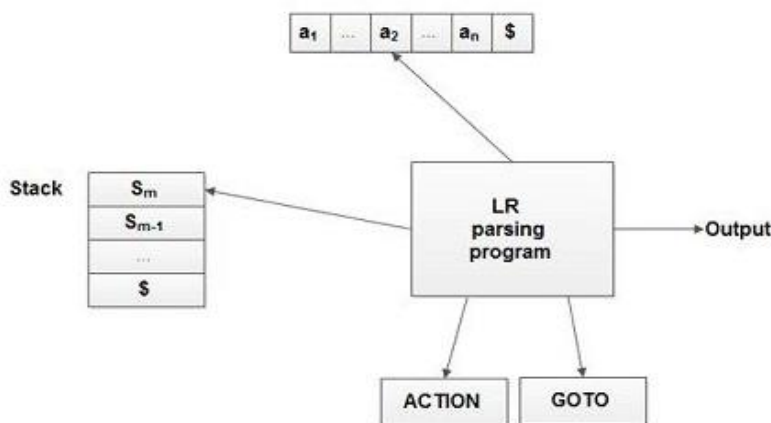 a₁ ... a₂ ... aₙ $
Stack
Sₘ
Sₘ₋₁
...
$
LR
parsing
program
Output
ACTION
GOTO